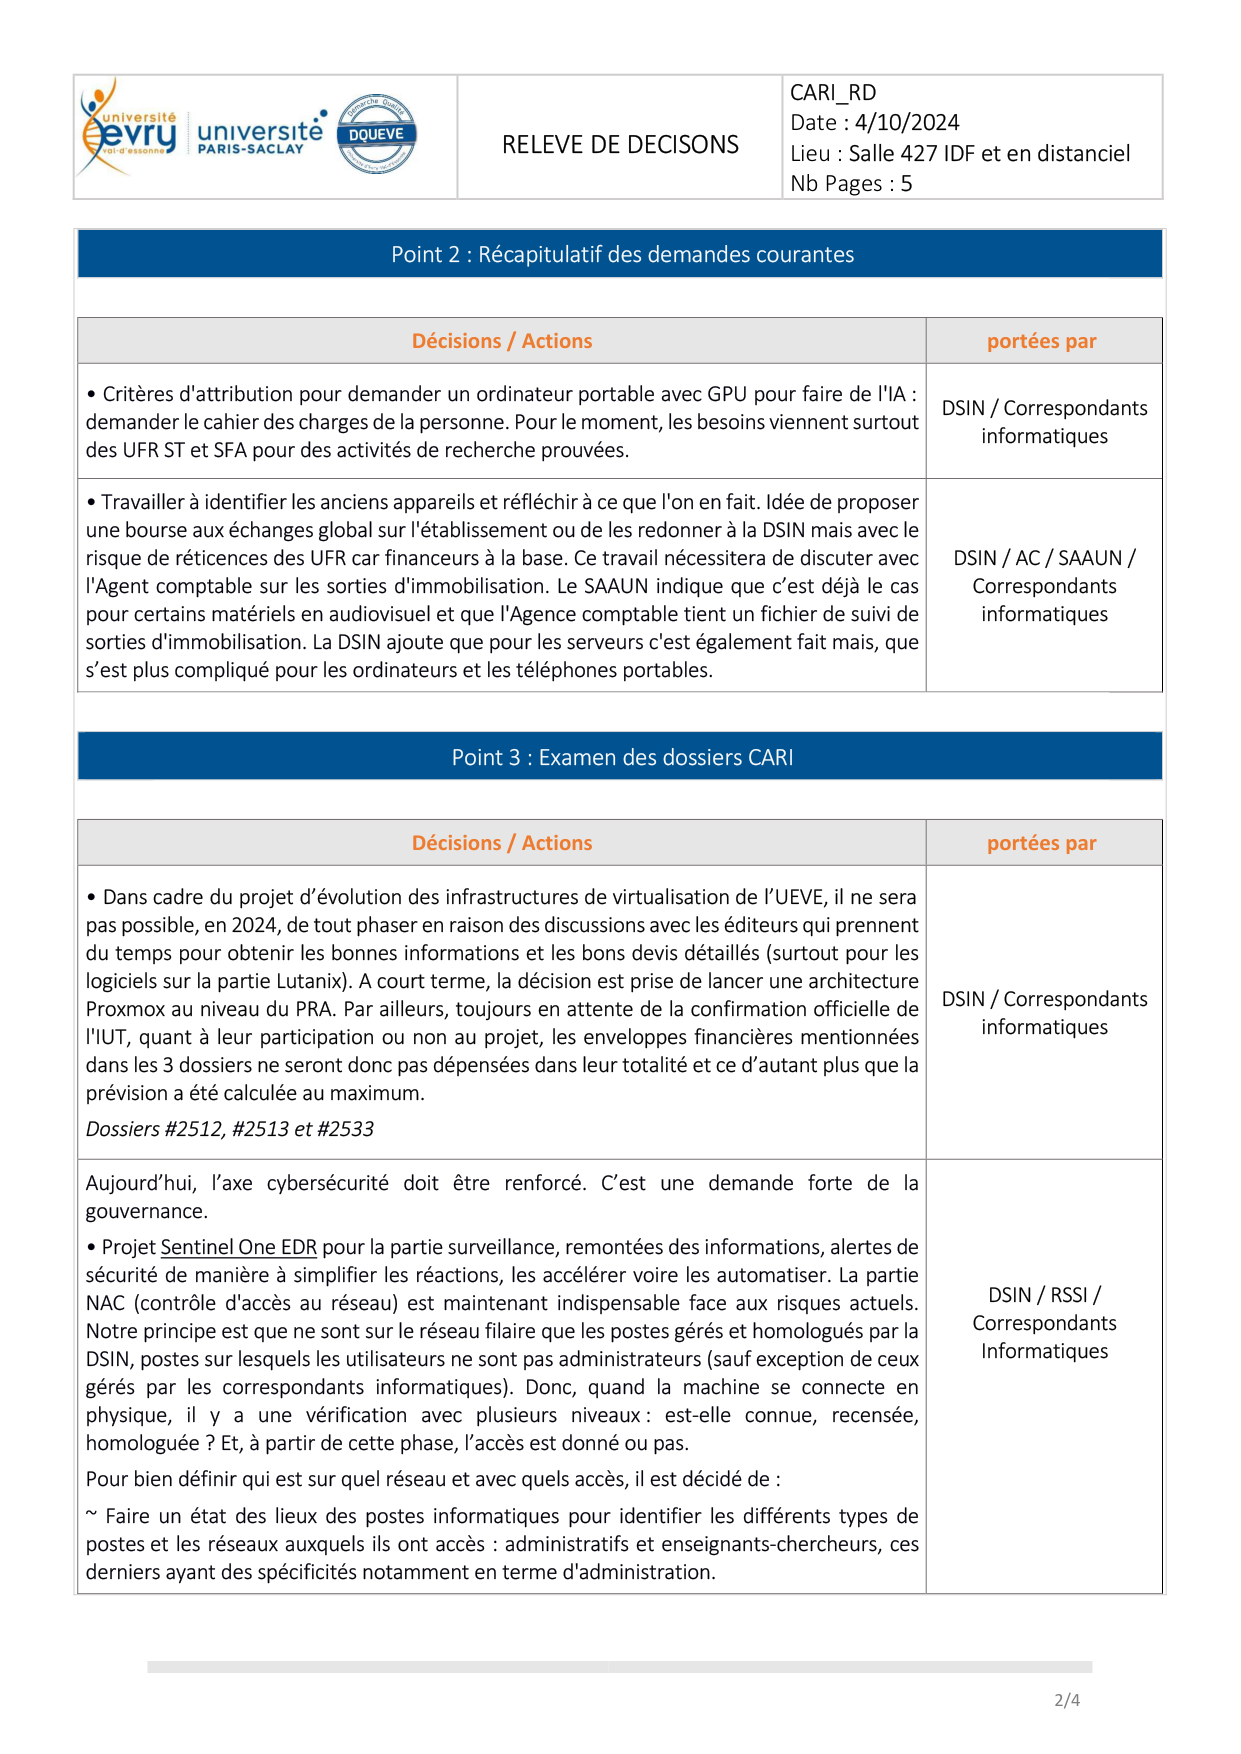 université
evry
val-d'essonne
université
PARIS-SACLAY
Démarche Qualité
DQUEVE
RELEVE DE DECISONS
CARI_RD
Date : 4/10/2024
Lieu : Salle 427 IDF et en distanciel
Nb Pages : 5
Point 2 : Récapitulatif des demandes courantes
Décisions / Actions
portées par
• Critères d'attribution pour demander un ordinateur portable avec GPU pour faire de l'IA :
demander le cahier des charges de la personne. Pour le moment, les besoins viennent surtout
des UFR ST et SFA pour des activités de recherche prouvées.
DSIN / Correspondants
informatiques
• Travailler à identifier les anciens appareils et réfléchir à ce que l'on en fait. Idée de proposer
une bourse aux échanges global sur l'établissement ou de les redonner à la DSIN mais avec le
risque de réticences des UFR car financeurs à la base. Ce travail nécessitera de discuter avec
l'Agent comptable sur les sorties d'immobilisation. Le SAAUN indique que c’est déjà le cas
pour certains matériels en audiovisuel et que l'Agence comptable tient un fichier de suivi de
sorties d'immobilisation. La DSIN ajoute que pour les serveurs c'est également fait mais, que
s’est plus compliqué pour les ordinateurs et les téléphones portables.
DSIN / AC / SAAUN /
Correspondants
informatiques
Point 3 : Examen des dossiers CARI
Décisions / Actions
portées par
• Dans cadre du projet d’évolution des infrastructures de virtualisation de l’UEVE, il ne sera
pas possible, en 2024, de tout phaser en raison des discussions avec les éditeurs qui prennent
du temps pour obtenir les bonnes informations et les bons devis détaillés (surtout pour les
logiciels sur la partie Lutanix). A court terme, la décision est prise de lancer une architecture
Proxmox au niveau du PRA. Par ailleurs, toujours en attente de la confirmation officielle de
l'IUT, quant à leur participation ou non au projet, les enveloppes financières mentionnées
dans les 3 dossiers ne seront donc pas dépensées dans leur totalité et ce d’autant plus que la
prévision a été calculée au maximum.
Dossiers #2512, #2513 et #2533
DSIN / Correspondants
informatiques
Aujourd’hui, l’axe cybersécurité doit être renforcé. C’est une demande forte de la
gouvernance.
• Projet Sentinel One EDR pour la partie surveillance, remontées des informations, alertes de
sécurité de manière à simplifier les réactions, les accélérer voire les automatiser. La partie
NAC (contrôle d'accès au réseau) est maintenant indispensable face aux risques actuels.
Notre principe est que ne sont sur le réseau filaire que les postes gérés et homologués par la
DSIN, postes sur lesquels les utilisateurs ne sont pas administrateurs (sauf exception de ceux
gérés par les correspondants informatiques). Donc, quand la machine se connecte en
physique, il y a une vérification avec plusieurs niveaux : est-elle connue, recensée,
homologuée ? Et, à partir de cette phase, l’accès est donné ou pas.
Pour bien définir qui est sur quel réseau et avec quels accès, il est décidé de :
~ Faire un état des lieux des postes informatiques pour identifier les différents types de
postes et les réseaux auxquels ils ont accès : administratifs et enseignants-chercheurs, ces
derniers ayant des spécificités notamment en terme d'administration.
DSIN / RSSI /
Correspondants
Informatiques
2/4